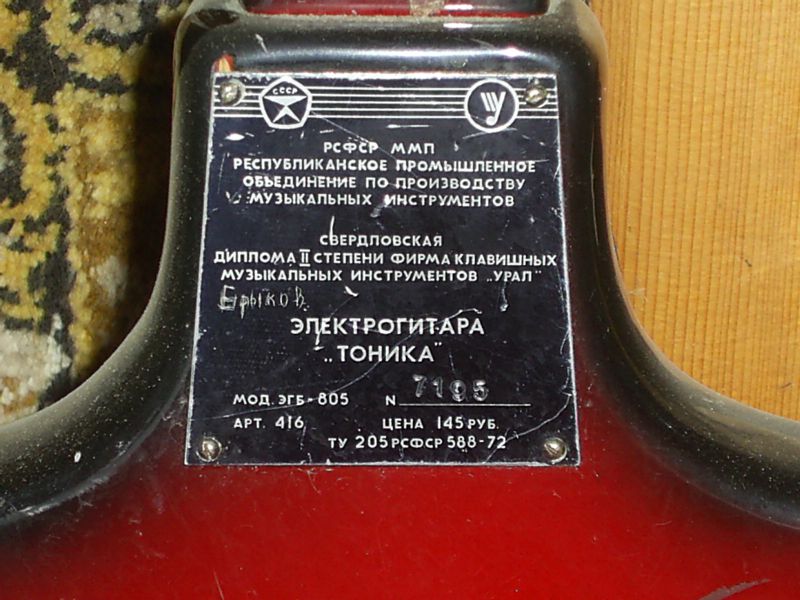 СССР
РСФСР ММП
РЕСПУБЛИКАНСКОЕ ПРОМЫШЛЕННОЕ
ОБЪЕДИНЕНИЕ ПО ПРОИЗВОДСТВУ
МУЗЫКАЛЬНЫХ ИНСТРУМЕНТОВ
СВЕРДЛОВСКАЯ
ДИПЛОМА II СТЕПЕНИ ФИРМА КЛАВИШНЫХ
МУЗЫКАЛЬНЫХ ИНСТРУМЕНТОВ „УРАЛ"
Ерыков
ЭЛЕКТРОГИТАРА
„ТОНИКА"
МОД. ЭГБ-805 N 7195
АРТ. 416 ЦЕНА 145 РУБ.
ТУ 205 РСФСР 588-72